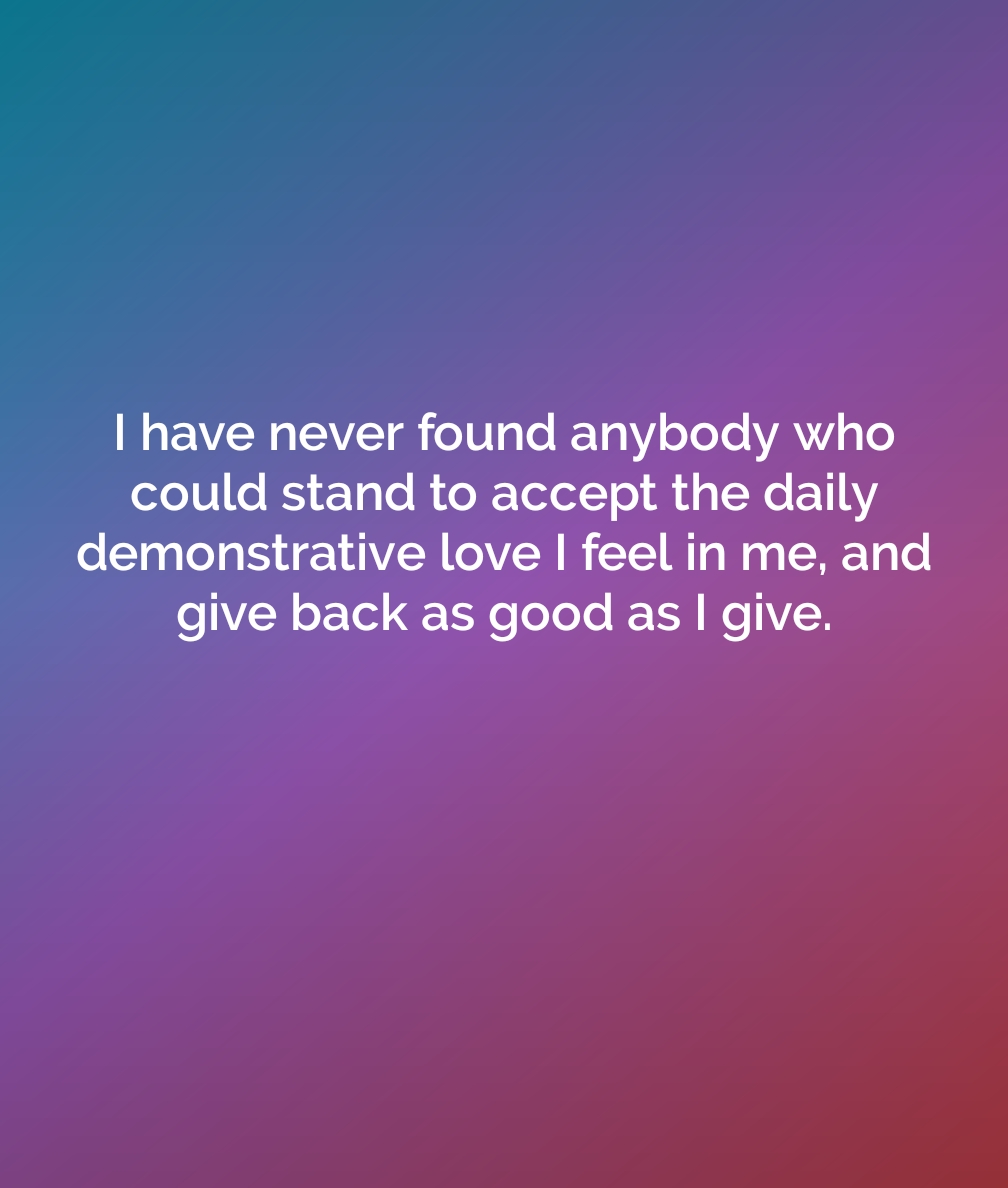 I have never found anybody who
could stand to accept the daily
demonstrative love I feel in me, and
give back as good as I give.